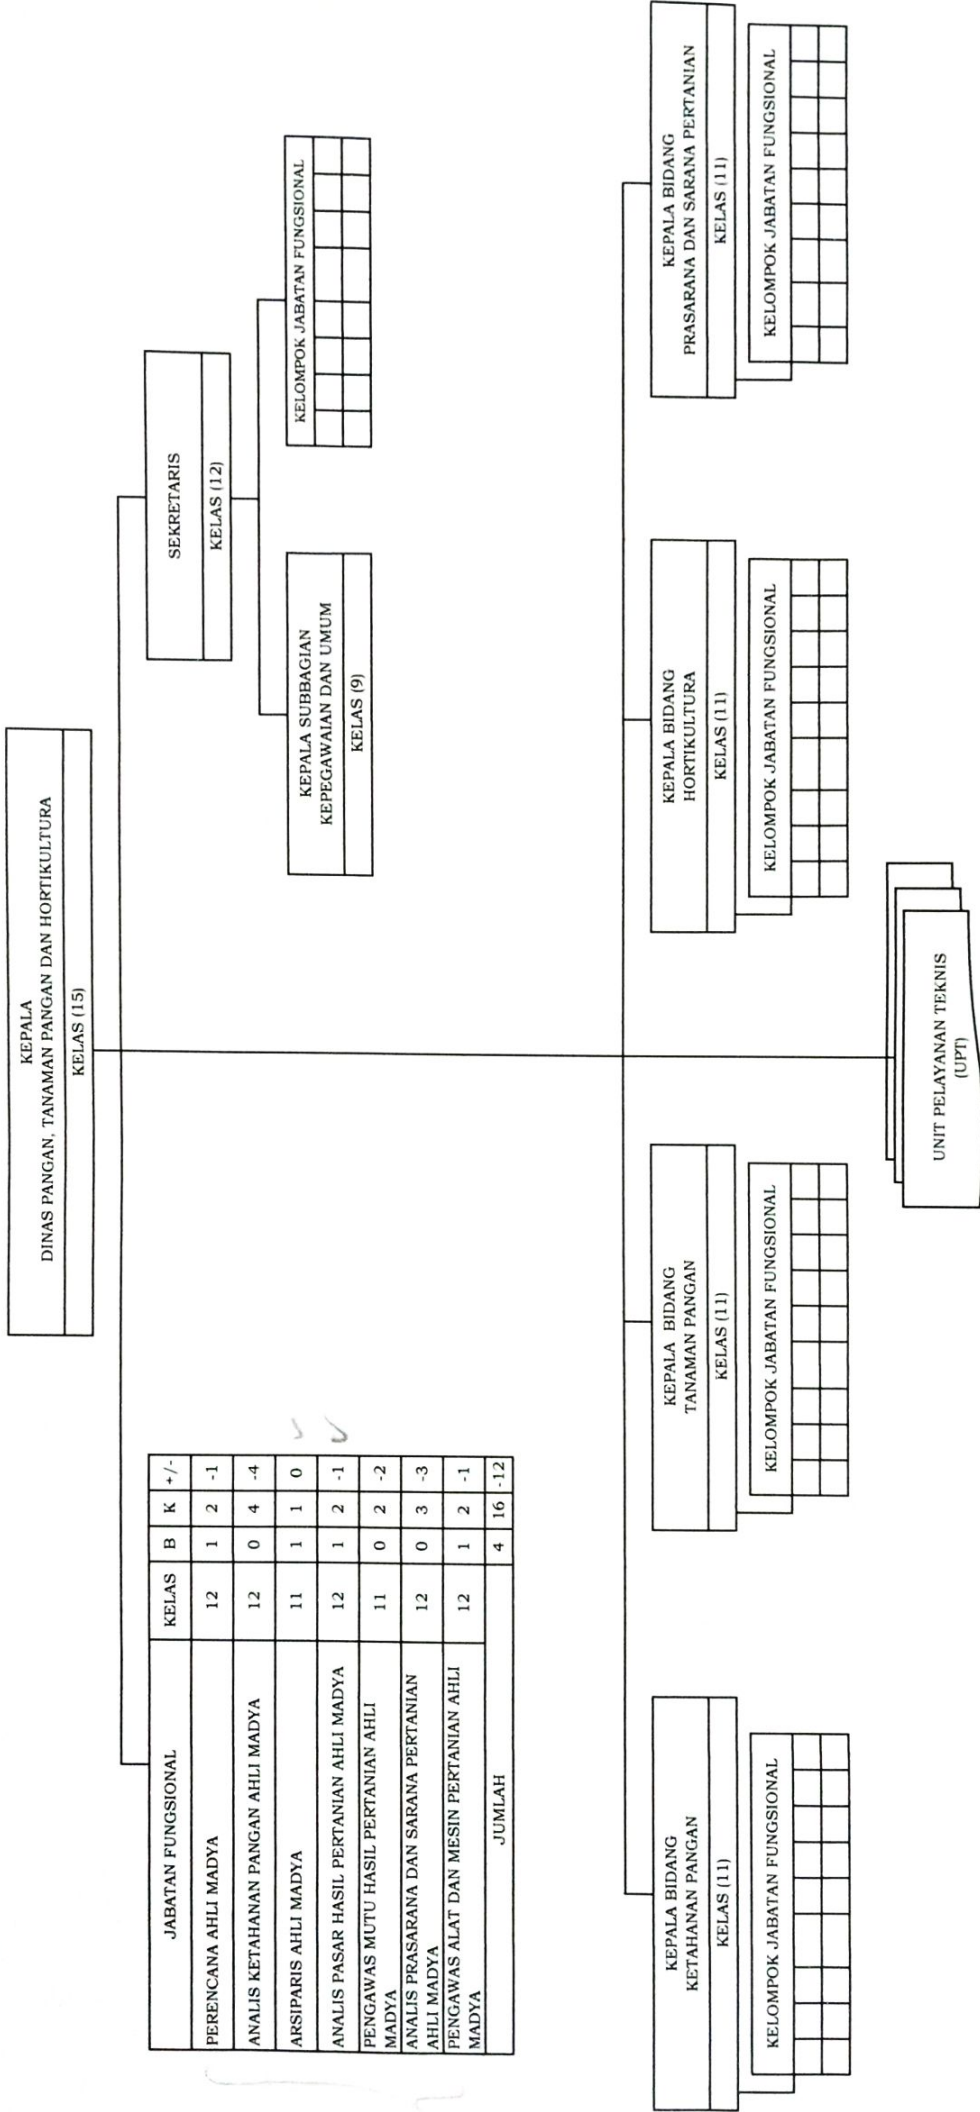 KEPALA
DINAS PANGAN, TANAMAN PANGAN DAN HORTIKULTURA
KELAS (15)
JABATAN FUNGSIONAL KELAS B K +/-
PERENCANA AHLI MADYA 12 1 2 -1
ANALIS KETAHANAN PANGAN AHLI MADYA 12 0 4 -4
ARSIPARIS AHLI MADYA 11 1 1 0
ANALIS PASAR HASIL PERTANIAN AHLI MADYA 12 1 2 -1
PENGAWAS MUTU HASIL PERTANIAN AHLI
MADYA 11 0 2 -2
ANALIS PRASARANA DAN SARANA PERTANIAN
AHLI MADYA 12 0 3 -3
PENGAWAS ALAT DAN MESIN PERTANIAN AHLI
MADYA 12 1 2 -1
JUMLAH 4 16 -12
SEKRETARIS
KELAS (12)
KEPALA SUBBAGIAN
KEPEGAWAIAN DAN UMUM
KELAS (9)
KELOMPOK JABATAN FUNGSIONAL
KEPALA BIDANG
KETAHANAN PANGAN
KELAS (11)
KELOMPOK JABATAN FUNGSIONAL
KEPALA BIDANG
TANAMAN PANGAN
KELAS (11)
KELOMPOK JABATAN FUNGSIONAL
KEPALA BIDANG
HORTIKULTURA
KELAS (11)
KELOMPOK JABATAN FUNGSIONAL
KEPALA BIDANG
PRASARANA DAN SARANA PERTANIAN
KELAS (11)
KELOMPOK JABATAN FUNGSIONAL
UNIT PELAYANAN TEKNIS
(UPT)